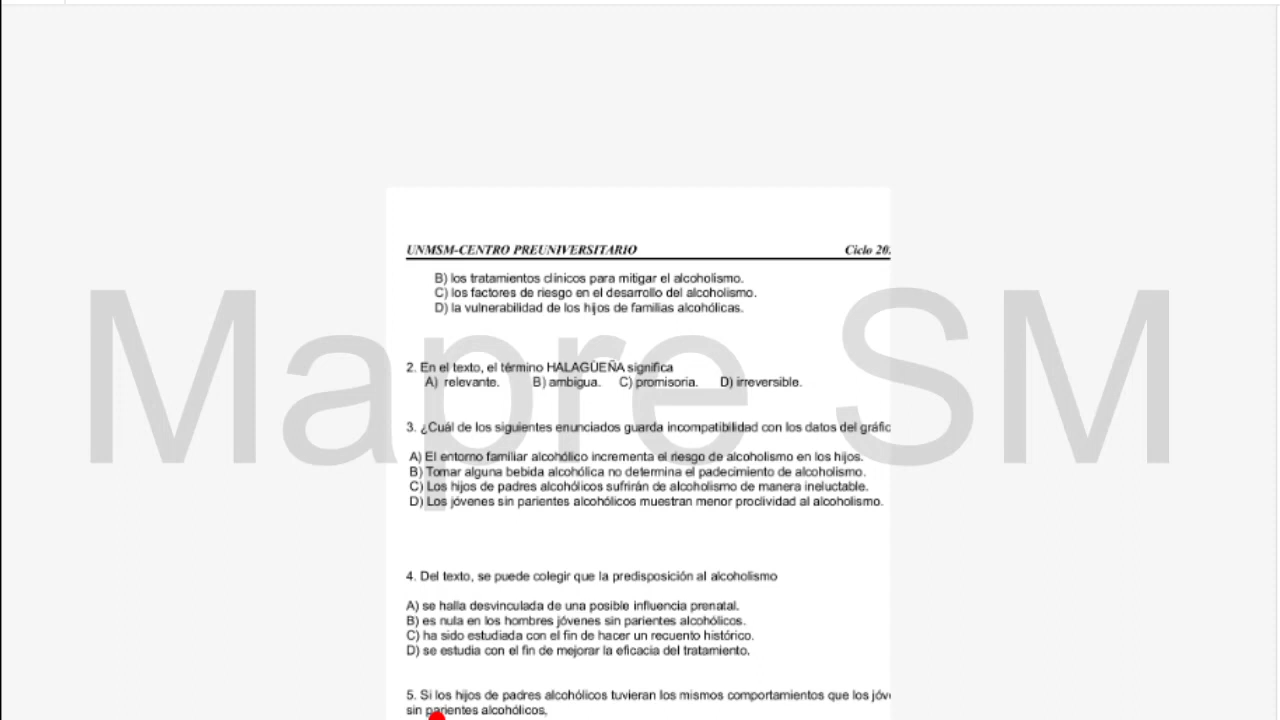 UNMSM-CENTRO PREUNIVERSITARIO Ciclo 20
B) los tratamientos clínicos para mitigar el alcoholismo.
C) los factores de riesgo en el desarrollo del alcoholismo.
D) la vulnerabilidad de los hijos de familias alcohólicas.
Mapre SM
2. En el texto, el término HALAGÜEÑA significa
A) relevante. B) ambigua. C) promisoria. D) irreversible.
3. ¿Cuál de los siguientes enunciados guarda incompatibilidad con los datos del gráfic
A) El entorno familiar alcohólico incrementa el riesgo de alcoholismo en los hijos.
B) Tomar alguna bebida alcohólica no determina el padecimiento de alcoholismo.
C) Los hijos de padres alcohólicos sufrirán de alcoholismo de manera ineluctable.
D) Los jóvenes sin parientes alcohólicos muestran menor proclividad al alcoholismo.
4. Del texto, se puede colegir que la predisposición al alcoholismo
A) se halla desvinculada de una posible influencia prenatal.
B) es nula en los hombres jóvenes sin parientes alcohólicos.
C) ha sido estudiada con el fin de hacer un recuento histórico.
D) se estudia con el fin de mejorar la eficacia del tratamiento.
5. Si los hijos de padres alcohólicos tuvieran los mismos comportamientos que los jóv
sin parientes alcohólicos,